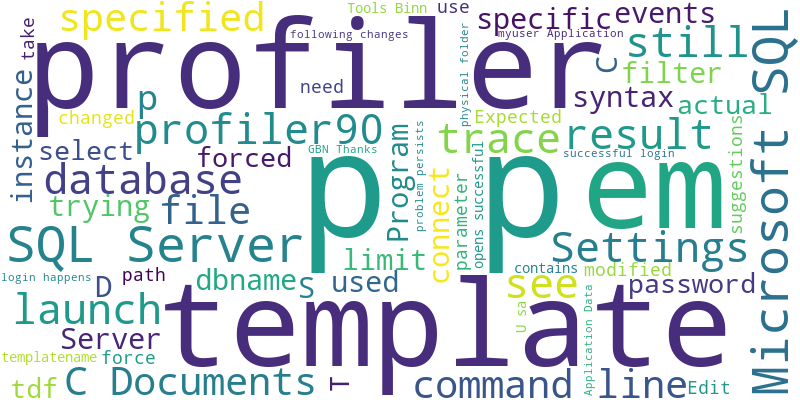 profiler
p p em
template
specified
Tools Binn
use
specific
events
following changes
myuser Application
still
take
need
physical folder
C
filter
instance
p
syntax
actual
changed
profiler90
Expected
trace
result
select
forced
GBN Thanks
Program
problem persists
successful login
suggestions
database
trying
file
connect
parameter
opens successful
SQL Server
limit
Settings
Microsoft SQL
login happens
D
path
dbname
S
used
contains
modified
see
password
launch
Server
U sa
Application Data
templatename
force
tdf
C Documents
T
command line
Edit